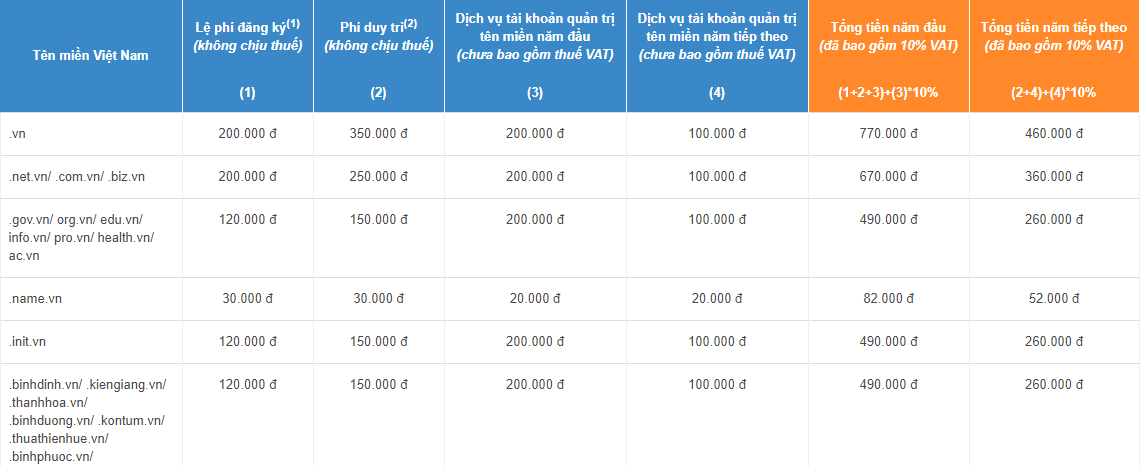 Tên miền Việt Nam
Lệ phí đăng ký(1)
(không chịu thuế)
(1)
Phí duy trì(2)
(không chịu thuế)
(2)
Dịch vụ tài khoản quản trị
tên miền năm đầu
(chưa bao gồm thuế VAT)
(3)
Dịch vụ tài khoản quản trị
tên miền năm tiếp theo
(chưa bao gồm thuế VAT)
(4)
Tổng tiền năm đầu
(đã bao gồm 10% VAT)
(1+2+3)+(3)*10%
Tổng tiền năm tiếp theo
(đã bao gồm 10% VAT)
(2+4)+(4)*10%
.vn 200.000 đ 350.000 đ 200.000 đ 100.000 đ 770.000 đ 460.000 đ
.net.vn/ .com.vn/ .biz.vn 200.000 đ 250.000 đ 200.000 đ 100.000 đ 670.000 đ 360.000 đ
.gov.vn/ org.vn/ edu.vn/ 120.000 đ 150.000 đ 200.000 đ 100.000 đ 490.000 đ 260.000 đ
info.vn/ pro.vn/ health.vn/
ac.vn
.name.vn 30.000 đ 30.000 đ 20.000 đ 20.000 đ 82.000 đ 52.000 đ
.init.vn 120.000 đ 150.000 đ 200.000 đ 100.000 đ 490.000 đ 260.000 đ
.binhdinh.vn/ .kiengiang.vn/ 120.000 đ 150.000 đ 200.000 đ 100.000 đ 490.000 đ 260.000 đ
.thanhhoa.vn/
.binhduong.vn/ .kontum.vn/
.thuathienhue.vn/
.binhphuoc.vn/